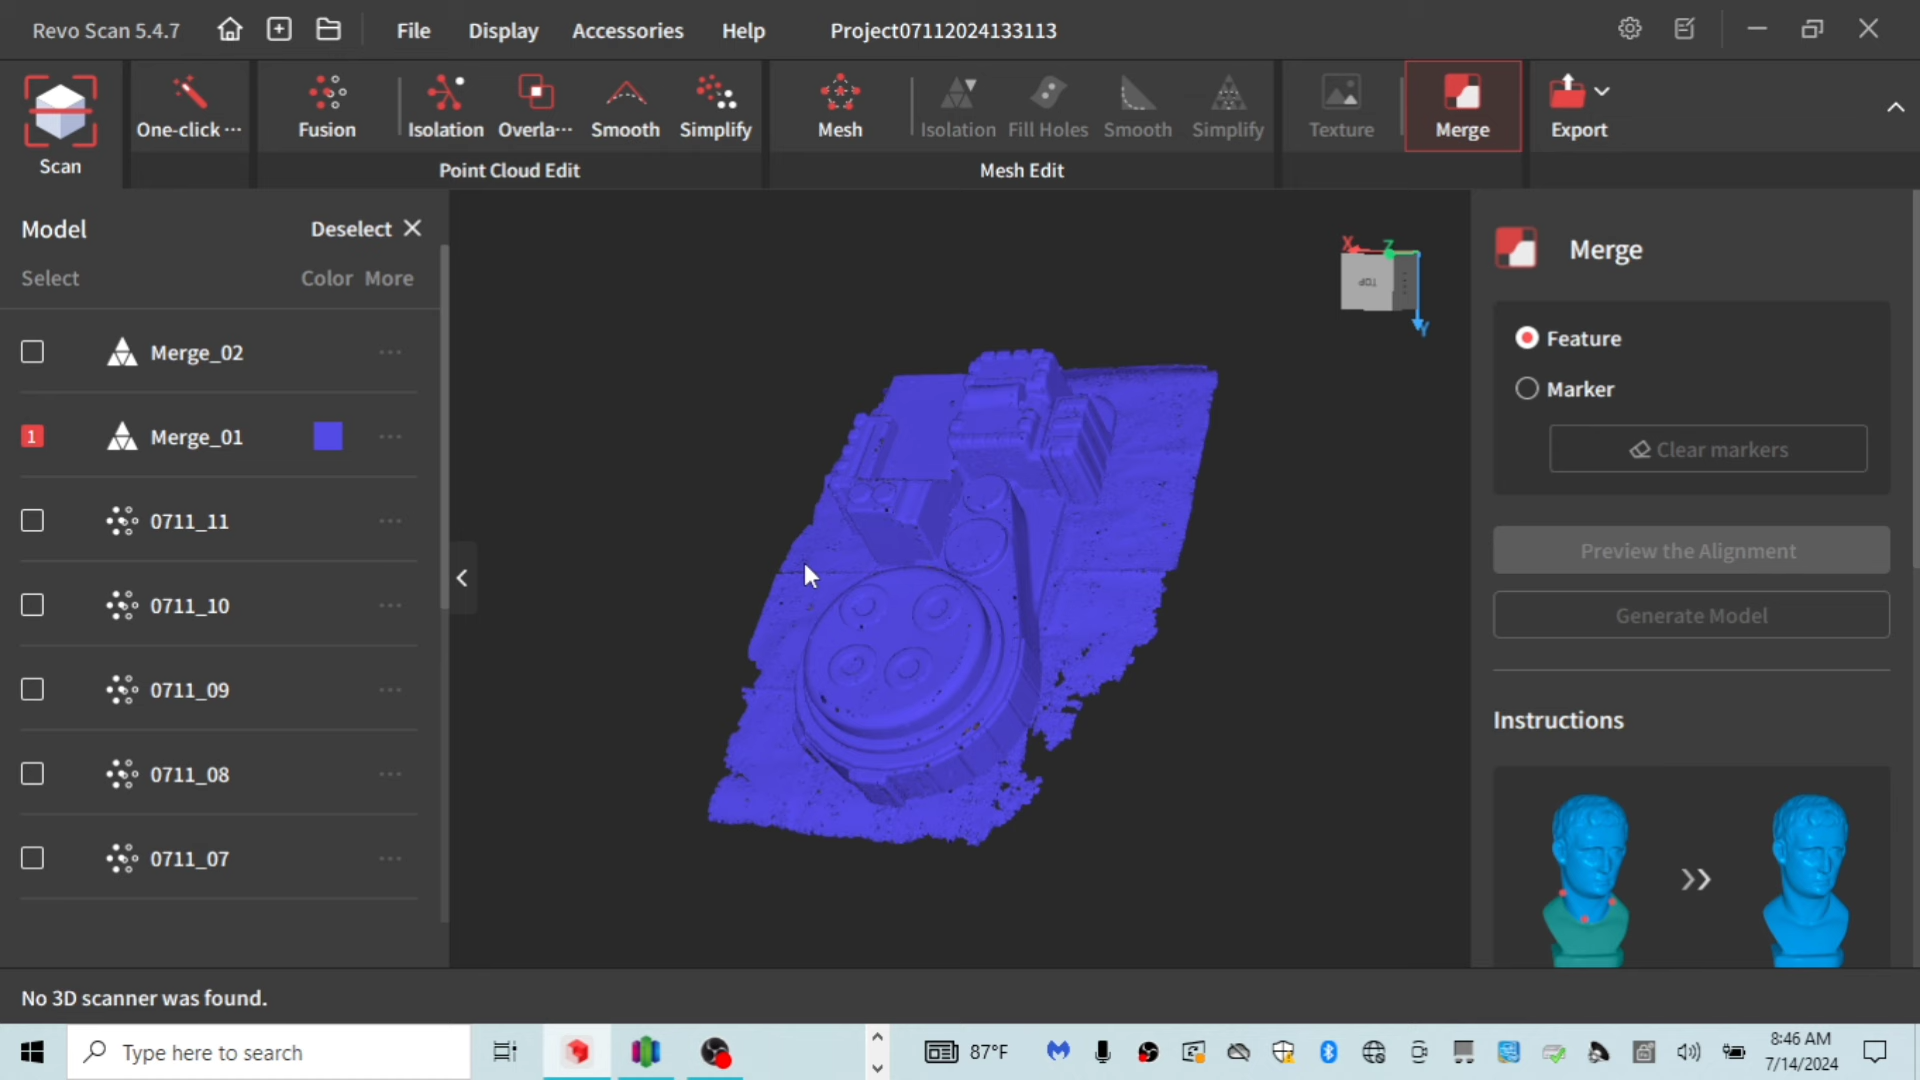 Revo Scan 5.4.7
File
Display
Accessories
Help
Project07112024133113
Scan
One-click ···
Fusion
Isolation
Overla···
Smooth
Simplify
Point Cloud Edit
Mesh
Isolation
Fill Holes
Smooth
Simplify
Mesh Edit
Texture
Merge
Export
Model
Deselect
Select
Color
More
Merge_02
1
Merge_01
0711_11
0711_10
0711_09
0711_08
0711_07
X
Z
Y
TOP
Merge
Feature
Marker
Clear markers
Preview the Alignment
Generate Model
Instructions
No 3D scanner was found.
Type here to search
87°F
8:46 AM
7/14/2024